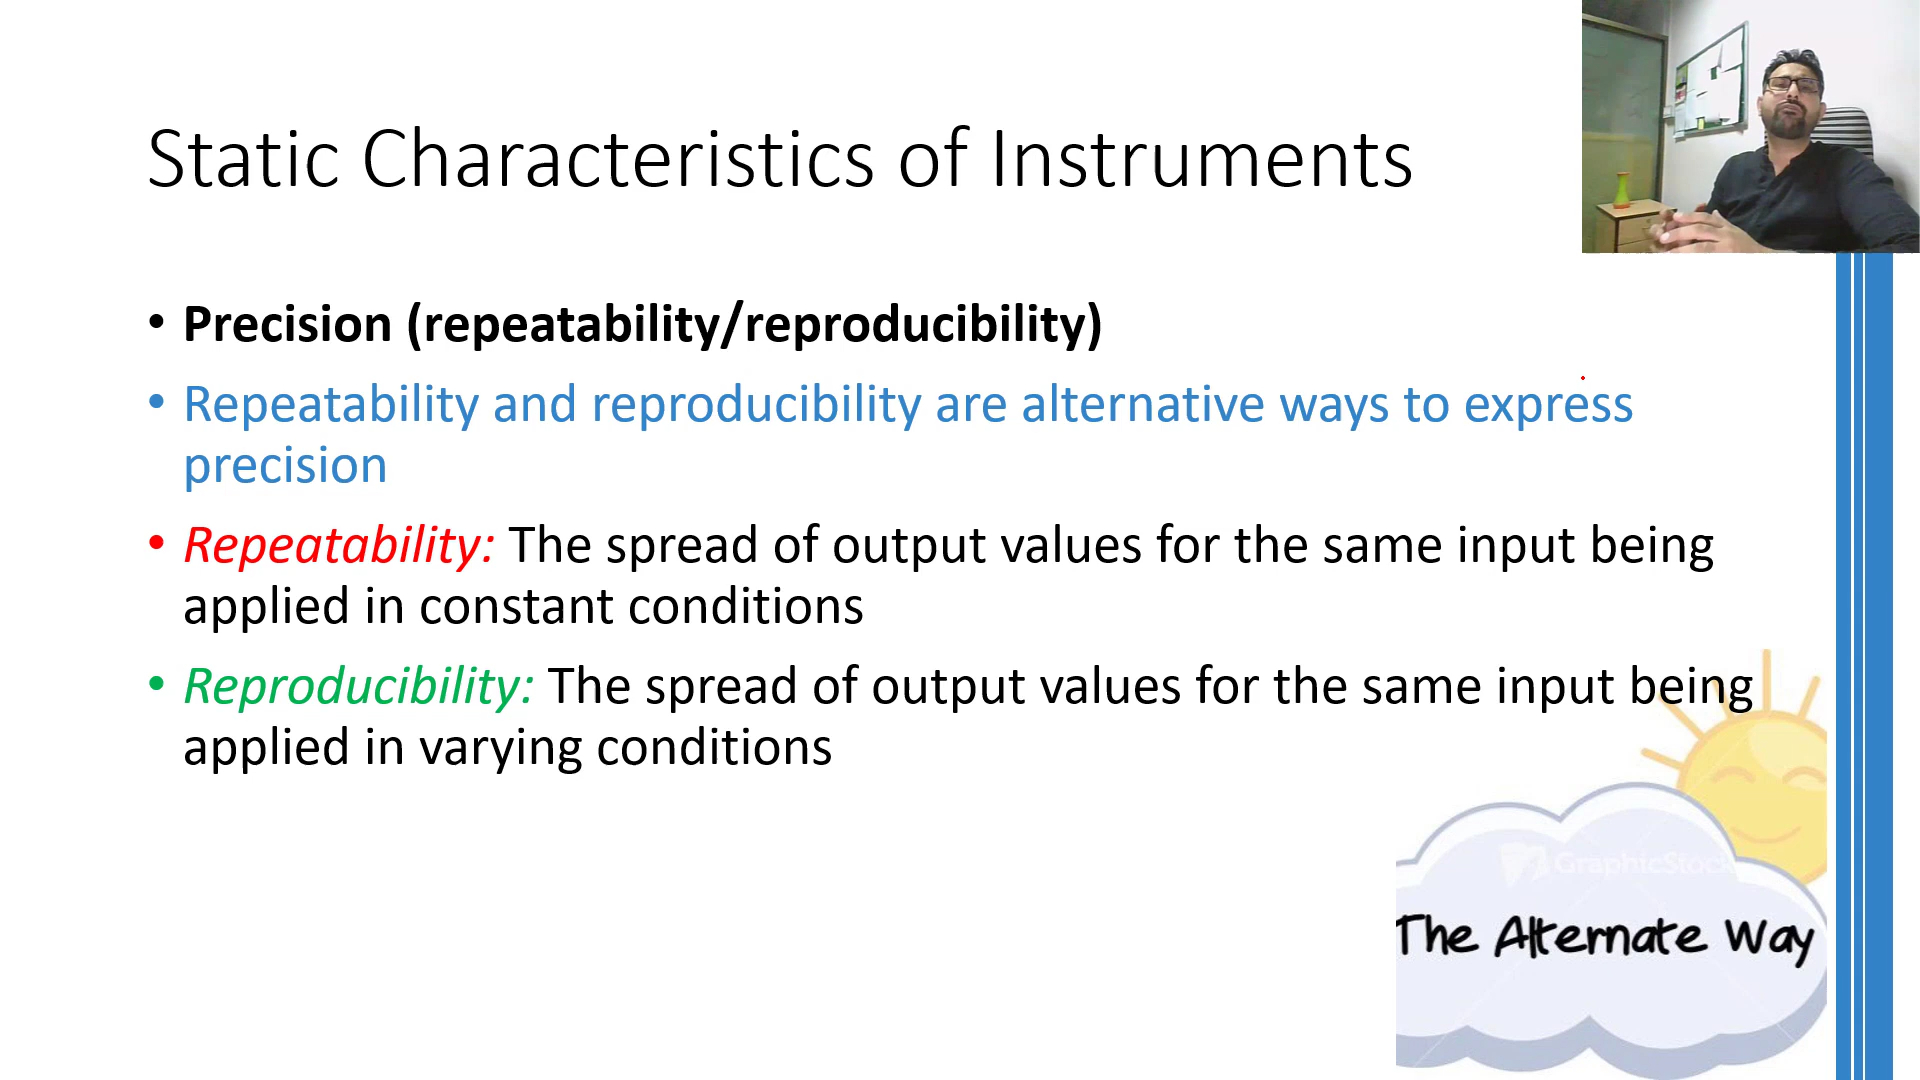 Static Characteristics of Instruments
• Precision (repeatability/reproducibility)
• Repeatability and reproducibility are alternative ways to express
precision
• Repeatability: The spread of output values for the same input being
applied in constant conditions
• Reproducibility: The spread of output values for the same input being
applied in varying conditions
GraphicStock
The Alternate Way